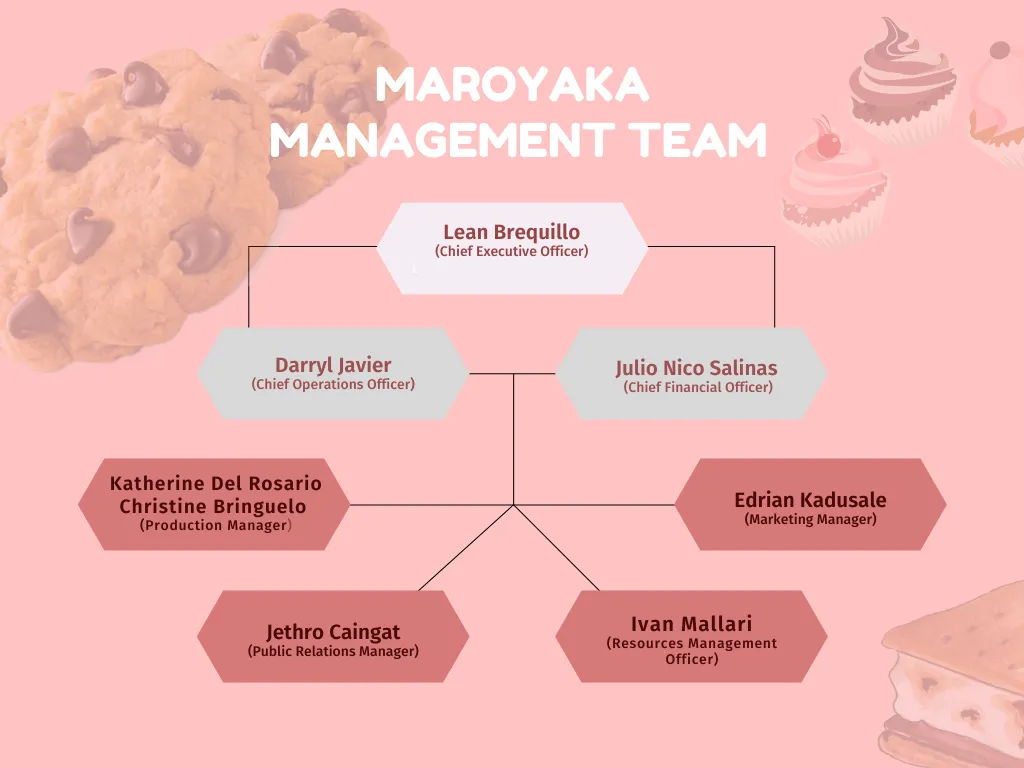 MAROYAKA
MANAGEMENT TEAM
Lean Brequillo
(Chief Executive Officer)
Darryl Javier
(Chief Operations Officer)
Julio Nico Salinas
(Chief Financial Officer)
Katherine Del Rosario
Christine Bringuelo
(Production Manager)
Edrian Kadusale
(Marketing Manager)
Jethro Caingat
(Public Relations Manager)
Ivan Mallari
(Resources Management
Officer)